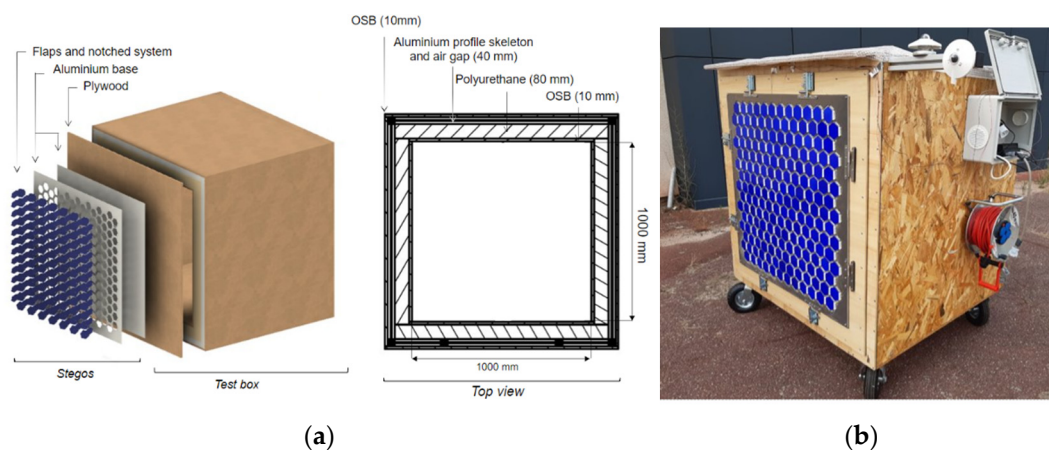 Flaps and notched system
Aluminium base
Plywood
Stegos
Test box
OSB (10mm)
Aluminium profile skeleton
and air gap (40 mm)
Polyurethane (80 mm)
OSB (10 mm)
1000 mm
1000 mm
Top view
(a)
(b)